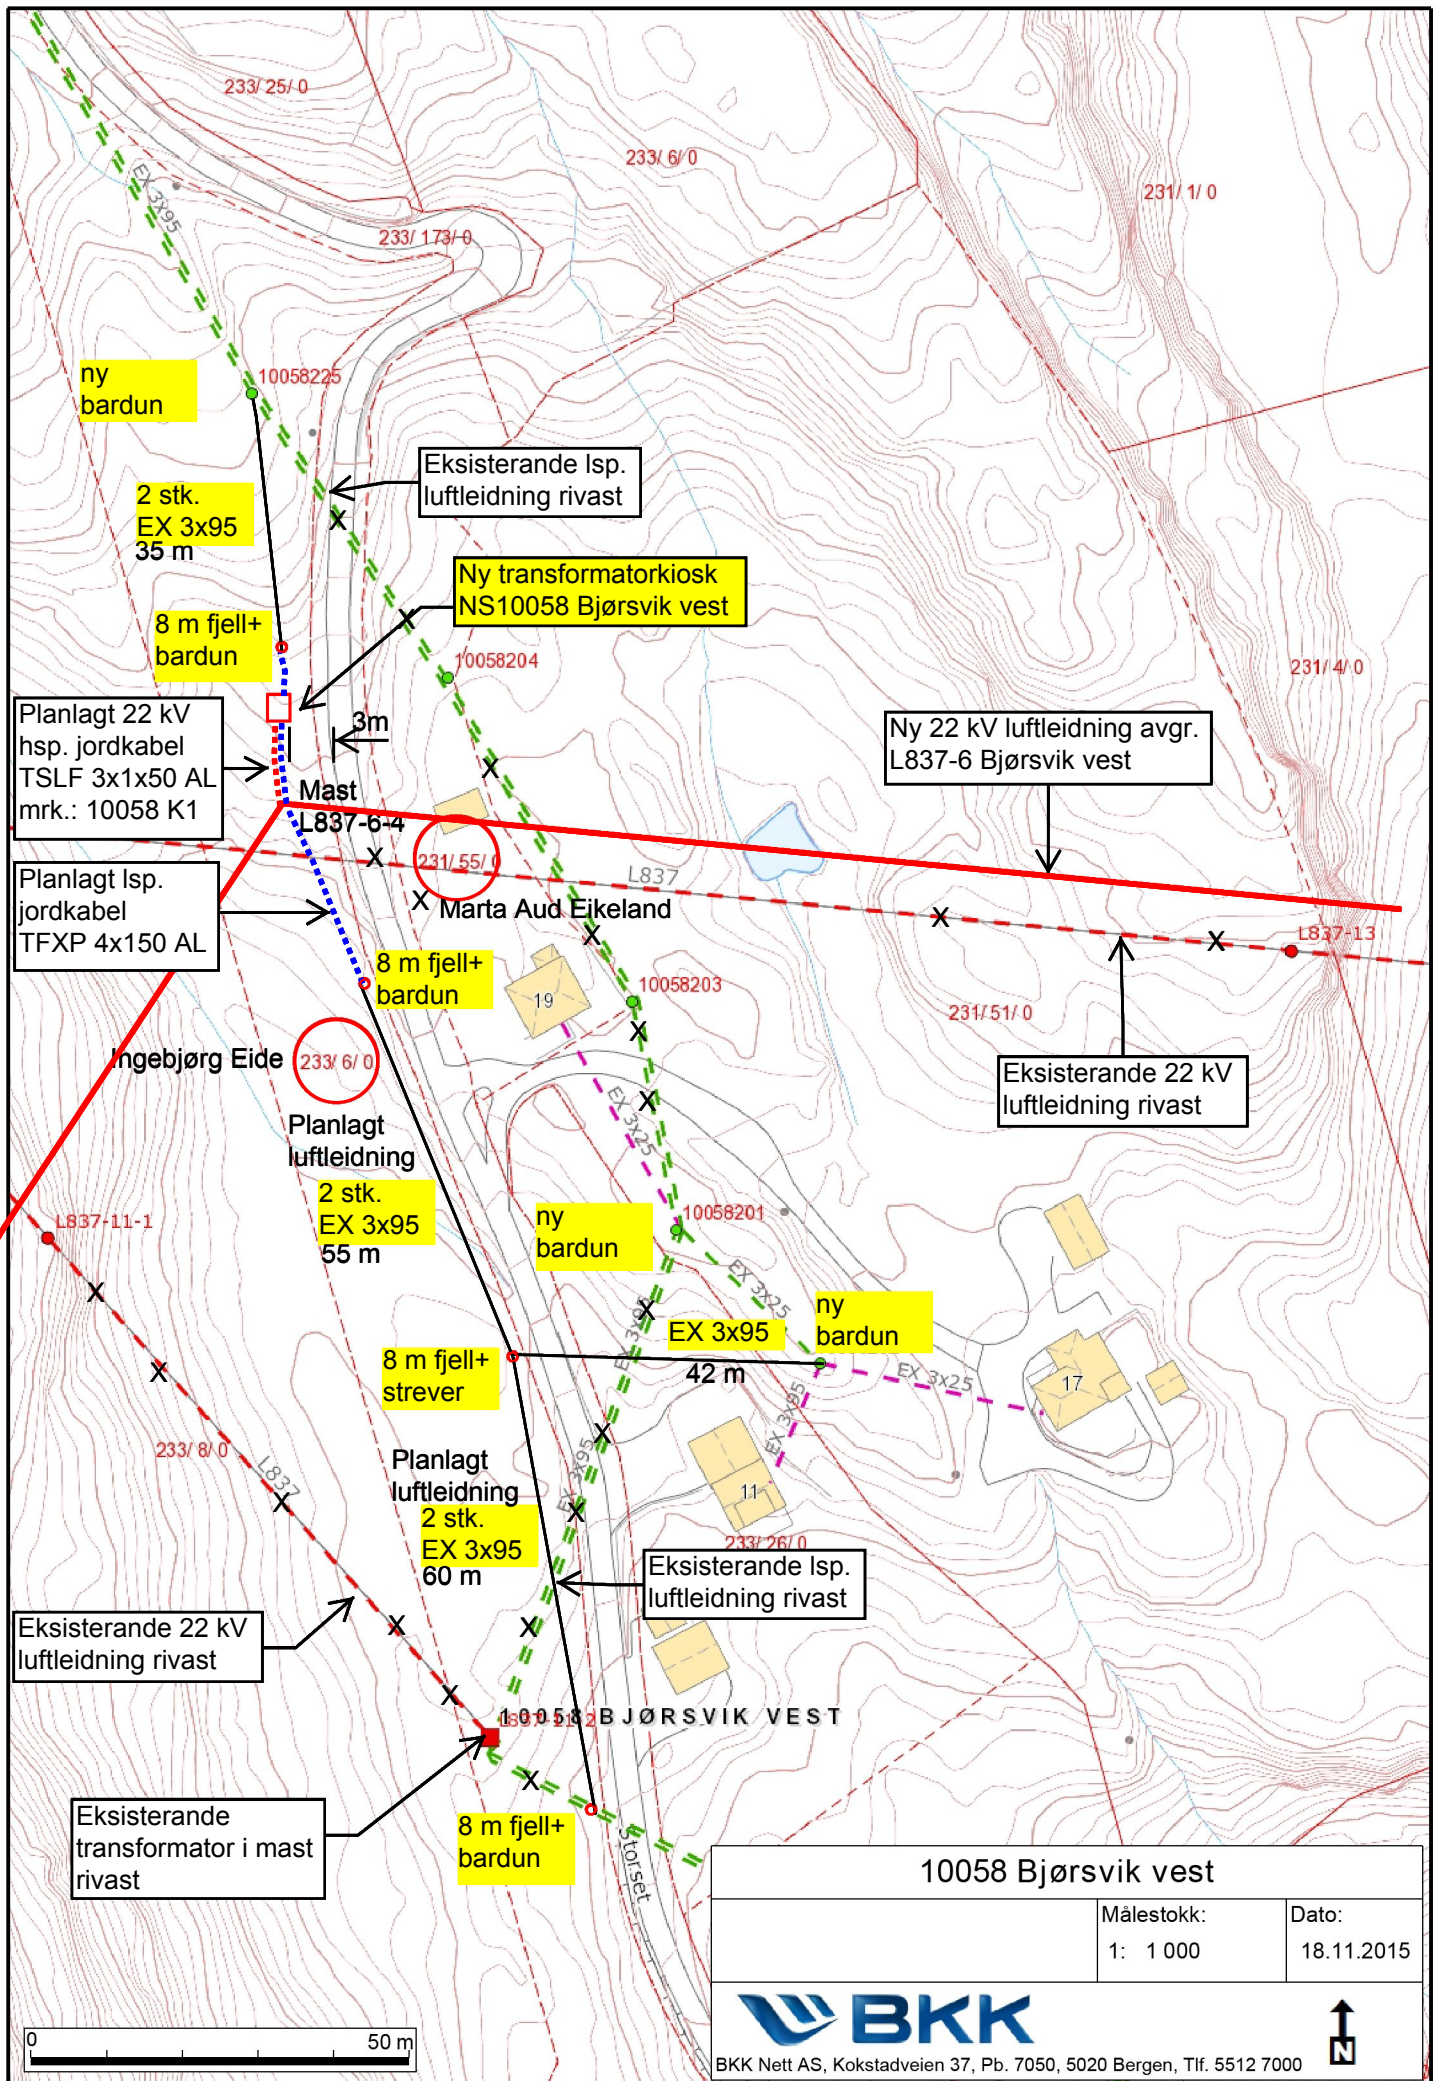 233/ 25/ 0
233/ 6/ 0
231/ 1/ 0
EX 3x95
233/ 173/ 0
ny
bardun
10058225
Eksisterande lsp.
luftleidning rivast
2 stk.
EX 3x95
35 m
Ny transformatorkiosk
NS10058 Bjørsvik vest
8 m fjell+
bardun
10058204
231/ 4/ 0
Planlagt 22 kV
hsp. jordkabel
TSLF 3x1x50 AL
mrk.: 10058 K1
3m
Ny 22 kV luftleidning avgr.
L837-6 Bjørsvik vest
Mast
L837-6-4
231/ 55/ 0
L837
Planlagt lsp.
jordkabel
TFXP 4x150 AL
Marta Aud Eikeland
L837-13
8 m fjell+
bardun
10058203
19
231/ 51/ 0
Ingebjørg Eide
233/ 6/ 0
Eksisterande 22 kV
luftleidning rivast
EX 3x25
Planlagt
luftleidning
2 stk.
EX 3x95
55 m
ny
bardun
10058201
L837-11-1
EX 3x25
EX 3x95
EX 3x95
ny
bardun
8 m fjell+
strever
42 m
EX 3x25
17
EX 3x95
233/ 8/ 0
L837
Planlagt
luftleidning
EX 3x95
11
2 stk.
EX 3x95
60 m
233/ 26/ 0
Eksisterande lsp.
luftleidning rivast
Eksisterande 22 kV
luftleidning rivast
10058 BJØRSVIK VEST
L837-11-2
Eksisterande
transformator i mast
rivast
8 m fjell+
bardun
Storset
10058 Bjørsvik vest
Målestokk:
1: 1 000
Dato:
18.11.2015
BKK
N
BKK Nett AS, Kokstadveien 37, Pb. 7050, 5020 Bergen, Tlf. 5512 7000
0 50 m